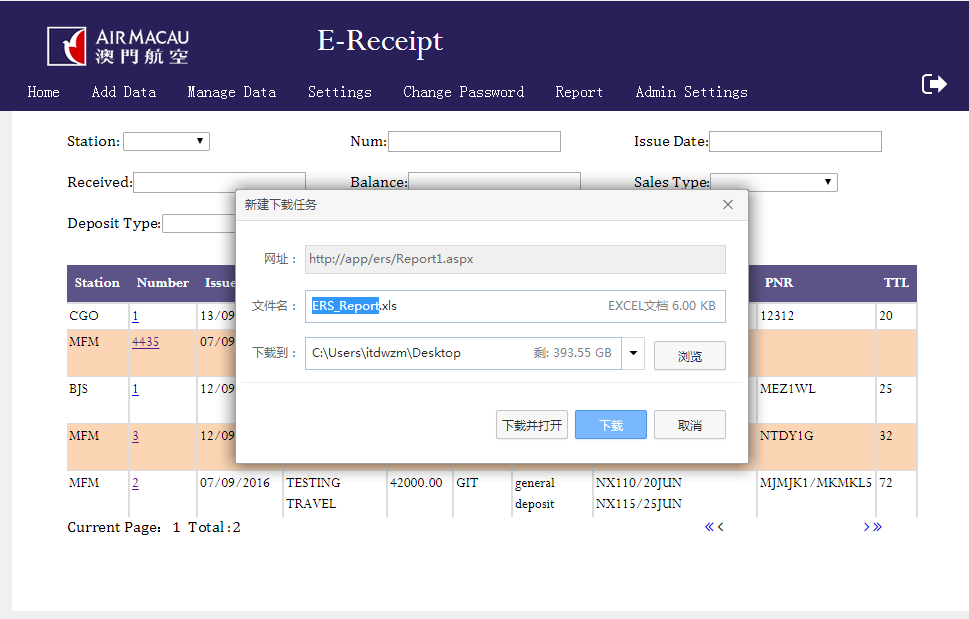 AIR MACAU
澳門航空
E-Receipt
Home Add Data Manage Data Settings Change Password Report Admin Settings
Station: Num: Issue Date:
Received: Balance: Sales Type:
Deposit Type:
新建下载任务
网址： http://app/ers/Report1.aspx
文件名： ERS_Report.xls EXCEL文档 6.00 KB
下载到： C:\Users\itdwzm\Desktop 剩: 393.55 GB 浏览
下载并打开 下载 取消
Station Number Issue PNR TTL
CGO 1 13/09 12312 20
MFM 4435 07/09
BJS 1 12/09 MEZ1WL 25
MFM 3 12/09 NTDY1G 32
MFM 2 07/09/2016 TESTING 42000.00 GIT general NX110/20JUN MJMJK1/MKMKL5 72
TRAVEL deposit NX115/25JUN
Current Page: 1 Total:2 «< >»